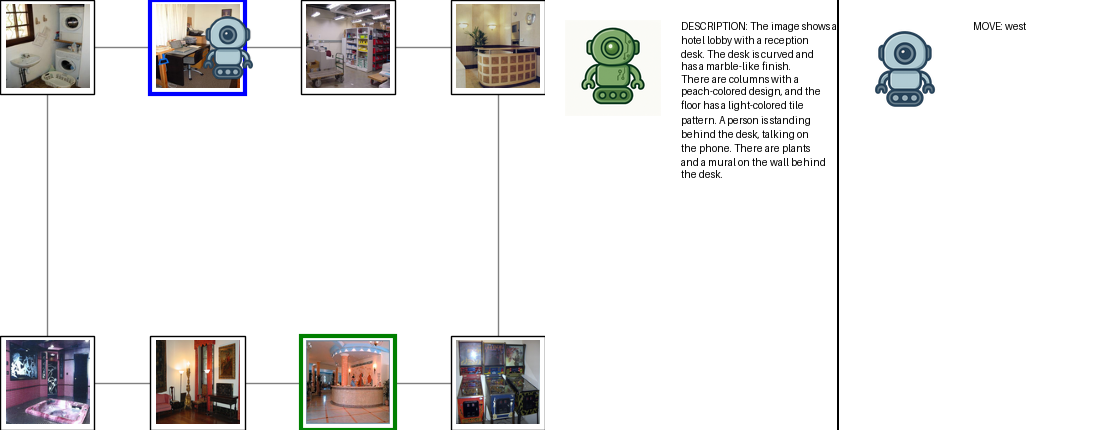 DESCRIPTION: The image shows a
hotel lobby with a reception
desk. The desk is curved and
has a marble-like finish.
There are columns with a
peach-colored design, and the
floor has a light-colored tile
pattern. A person is standing
behind the desk, talking on
the phone. There are plants
and a mural on the wall behind
the desk.
MOVE: west